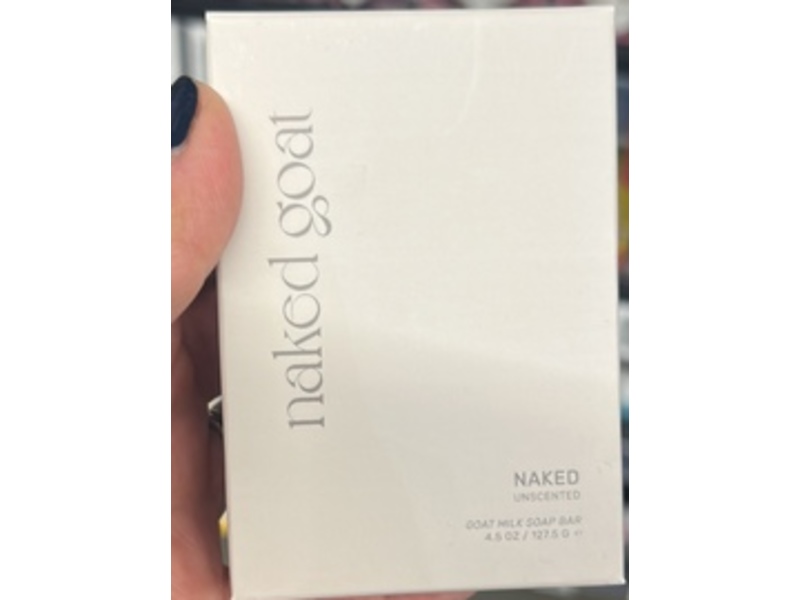 naked goat
NAKED
UNSCENTED
GOAT MILK SOAP BAR
4.5 OZ / 127.5 G ℮